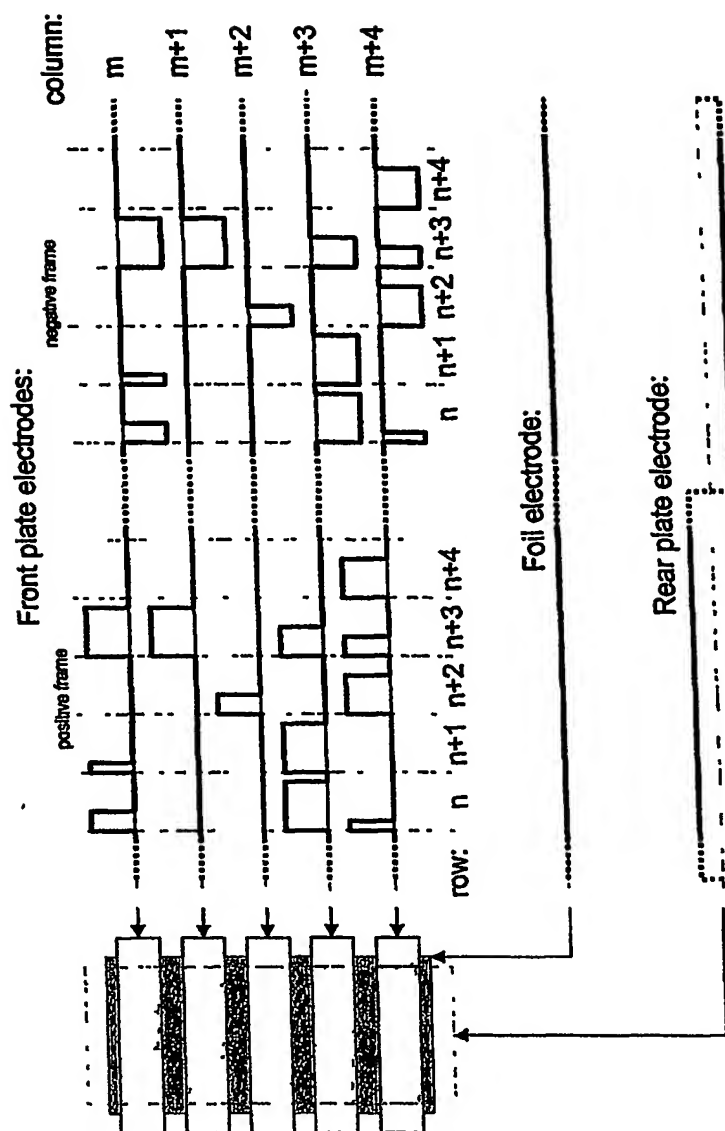 Front plate electrodes:
positive frame
negative frame
column:
m
m+1
m+2
m+3
m+4
row:
n
n+1
n+2
n+3
n+4
n
n+1
n+2
n+3
n+4
Foil electrode:
Rear plate electrode: